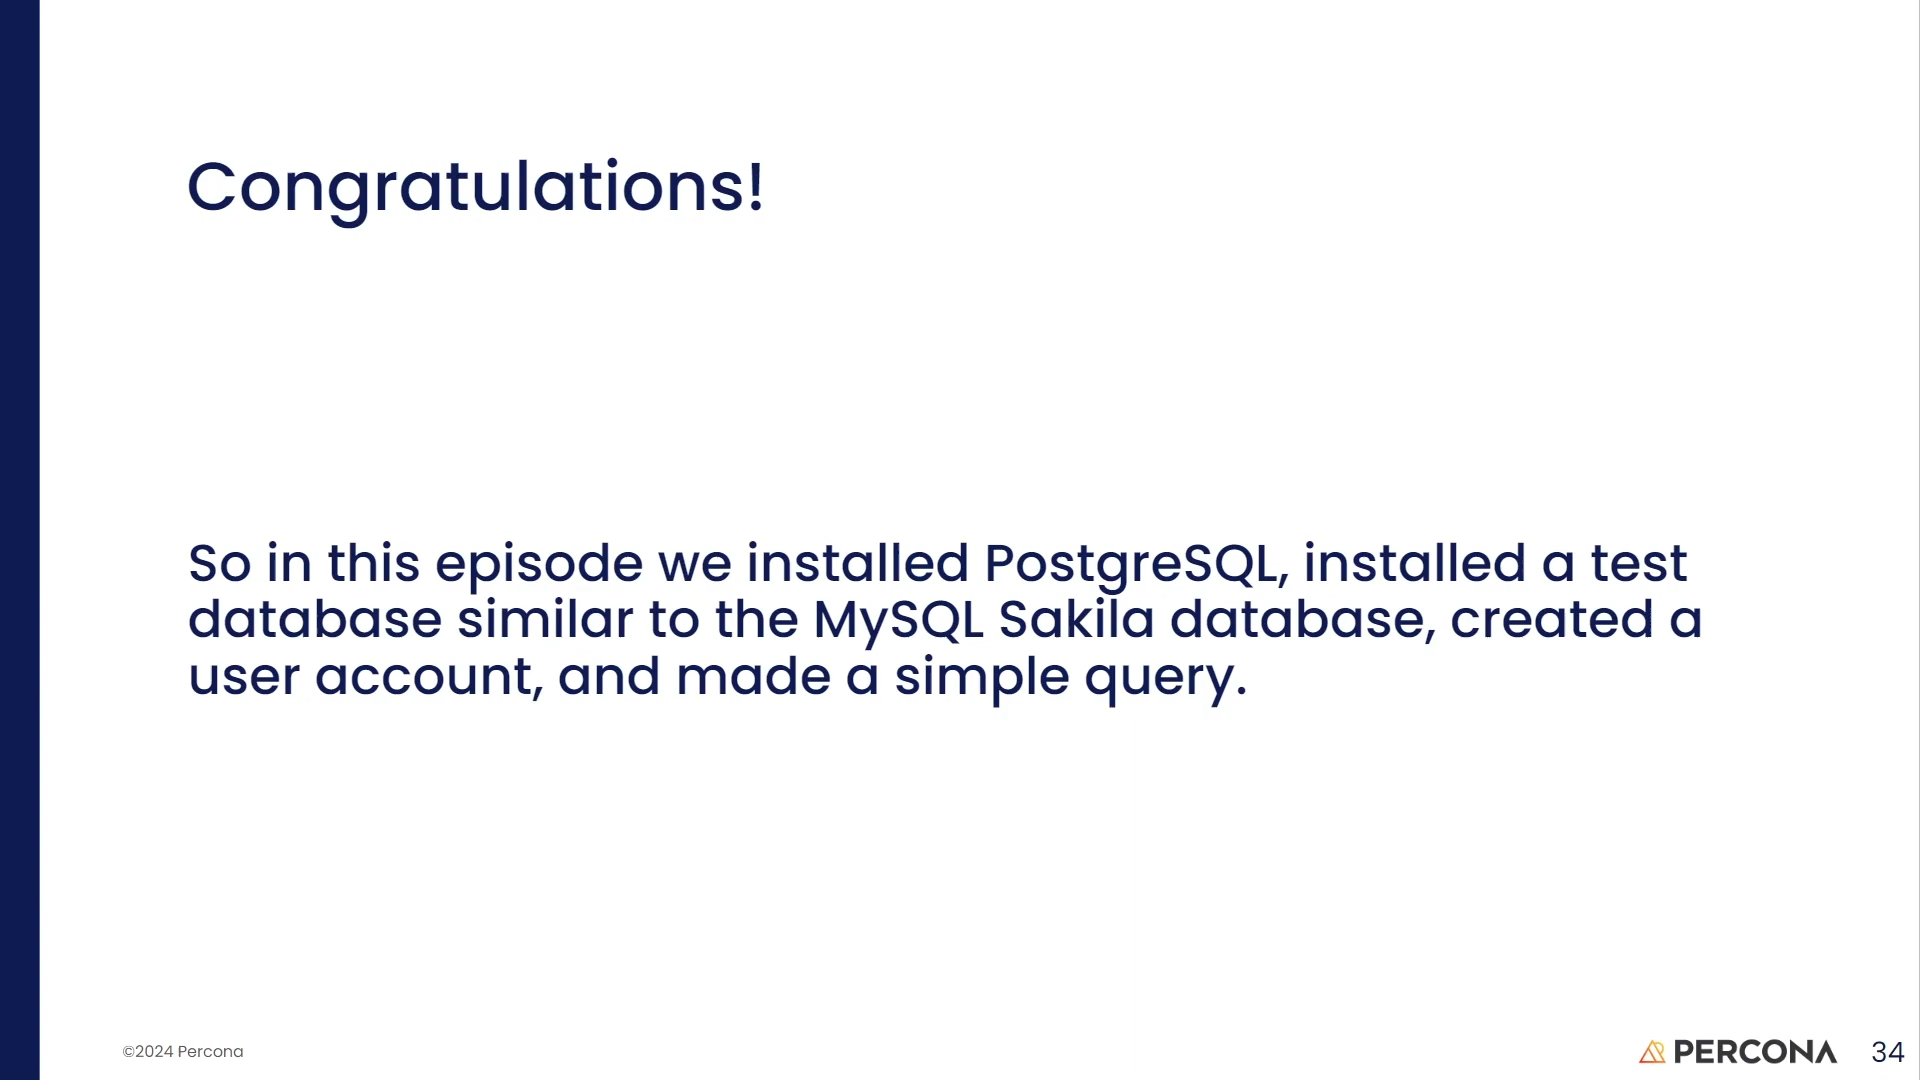 Congratulations!
So in this episode we installed PostgreSQL, installed a test
database similar to the MySQL Sakila database, created a
user account, and made a simple query.
©2024 Percona
PERCONA
34